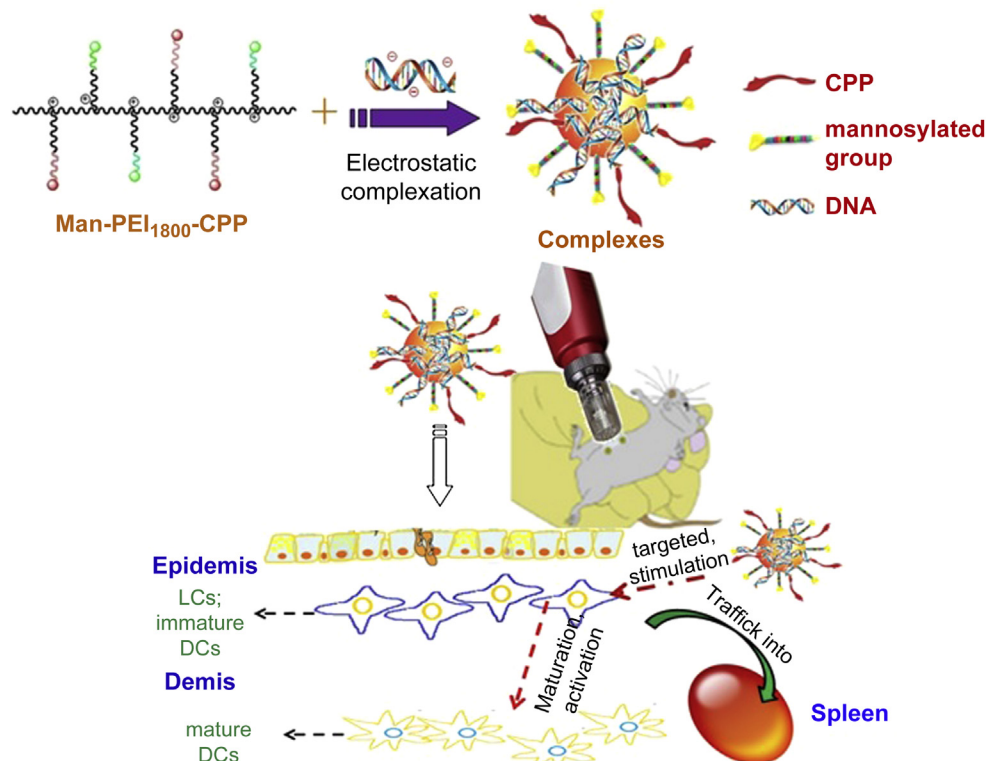 Man-PEI1800-CPP
+
Electrostatic
complexation
Complexes
CPP
mannosylated
group
DNA
targeted,
stimulation
Epidemis
LCs;
immature
DCs
Maturation,
activation
Traffick into
Demis
Spleen
mature
DCs